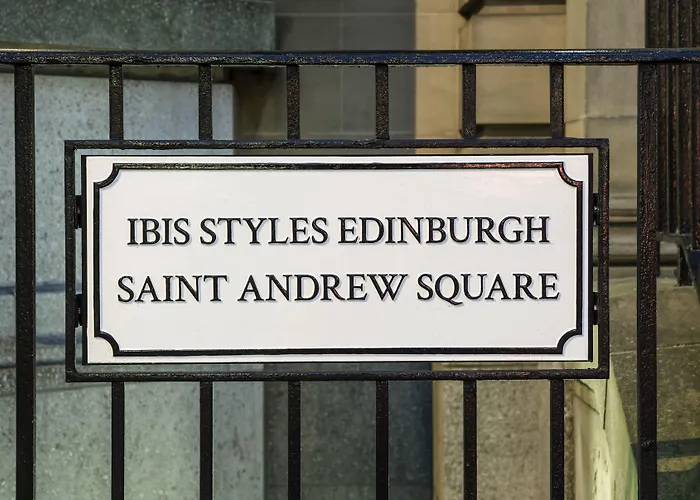 IBIS STYLES EDINBURGH
SAINT ANDREW SQUARE